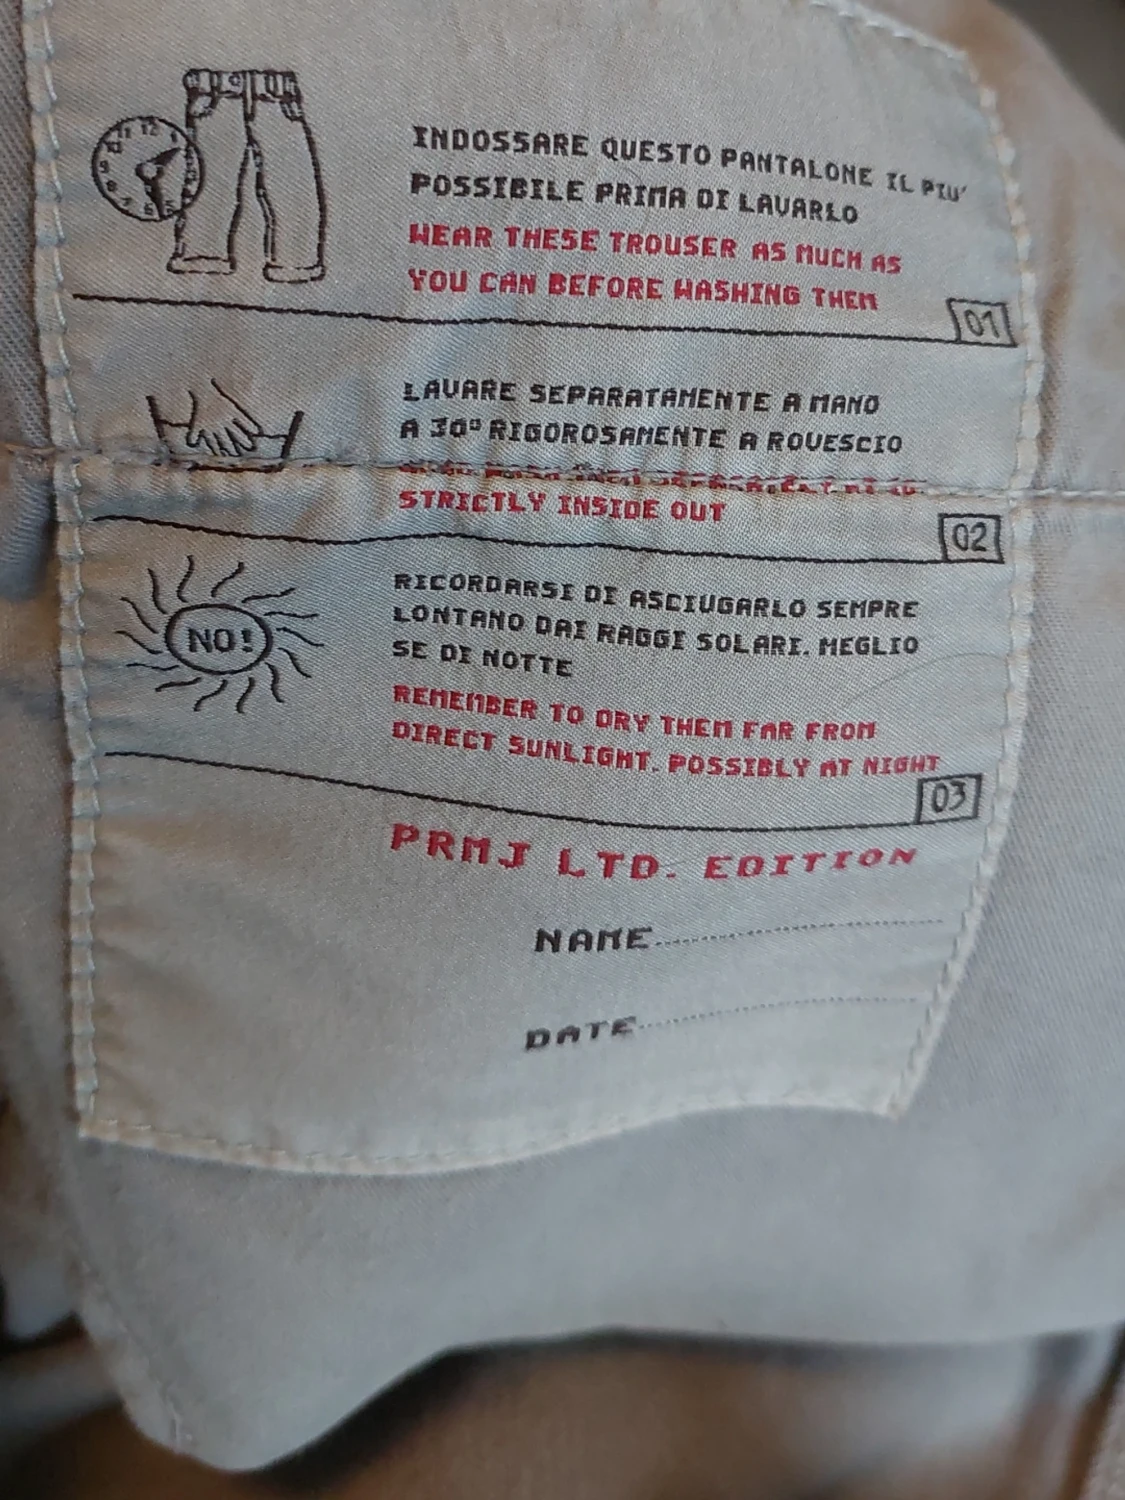 INDOSSARE QUESTO PANTALONE IL PIU'
POSSIBILE PRIMA DI LAVARLO
WEAR THESE TROUSER AS MUCH AS
YOU CAN BEFORE WASHING THEM
01
LAVARE SEPARATAMENTE A MANO
A 30° RIGOROSAMENTE A ROVESCIO
STRICTLY INSIDE OUT
02
NO!
RICORDARSI DI ASCIUGARLO SEMPRE
LONTANO DAI RAGGI SOLARI. MEGLIO
SE DI NOTTE
REMEMBER TO DRY THEM FAR FROM
DIRECT SUNLIGHT. POSSIBLY AT NIGHT
03
PRMJ LTD. EDITION
NAME
DATE